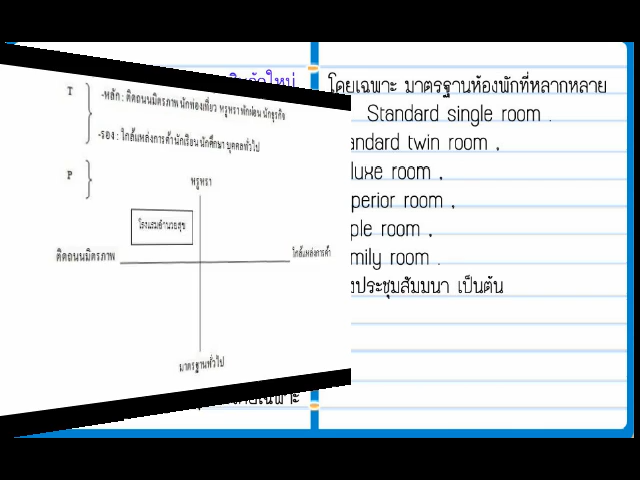 T
-หลัก : ติดถนนมิตรภาพ นักท่องเที่ยว หรูหรา พักผ่อน นักธุรกิจ
-รอง : ใกล้แหล่งการค้า นักเรียน นักศึกษา บุคคลทั่วไป
P
หรูหรา
โรงแรมอำนวยสุข
ติดถนนมิตรภาพ
ใกล้แหล่งการค้า
มาตรฐานทั่วไป
โดยเฉพาะ มาตรฐานห้องพักที่หลากหลาย
Standard single room .
andard twin room ,
luxe room ,
perior room ,
ple room ,
mily room .
งประชุมสัมมนา เป็นต้น